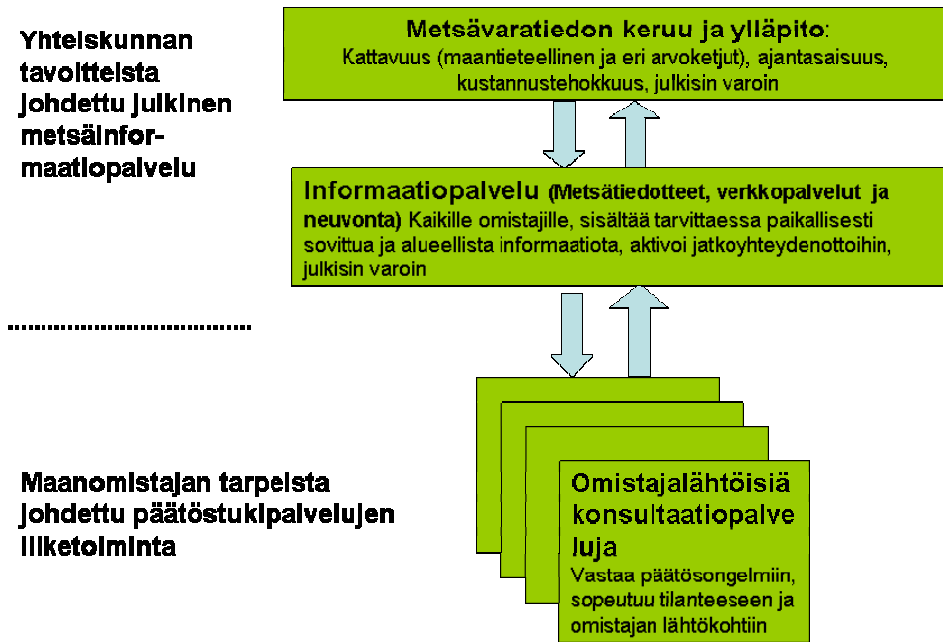 Yhteiskunnan
tavoitteista
johdettu julkinen
metsäinfor-
maatiopalvelu
Metsävaratiedon keruu ja ylläpito:
Kattavuus (maantieteellinen ja eri arvoketjut), ajantasaisuus,
kustannustehokkuus, julkisin varoin
Informaatiopalvelu (Metsätiedotteet, verkkopalvelut ja
neuvonta) Kaikille omistajille, sisältää tarvittaessa paikallisesti
sovittua ja alueellista informaatiota, aktivoi jatkoyhteydenottoihin,
julkisin varoin
Maanomistajan tarpeista
johdettu päätöstukipalvelujen
liiketoiminta
Omistajalähtöisiä
konsultaatiopalve
luja
Vastaa päätösongelmiin,
sopeutuu tilanteeseen ja
omistajan lähtökohtiin